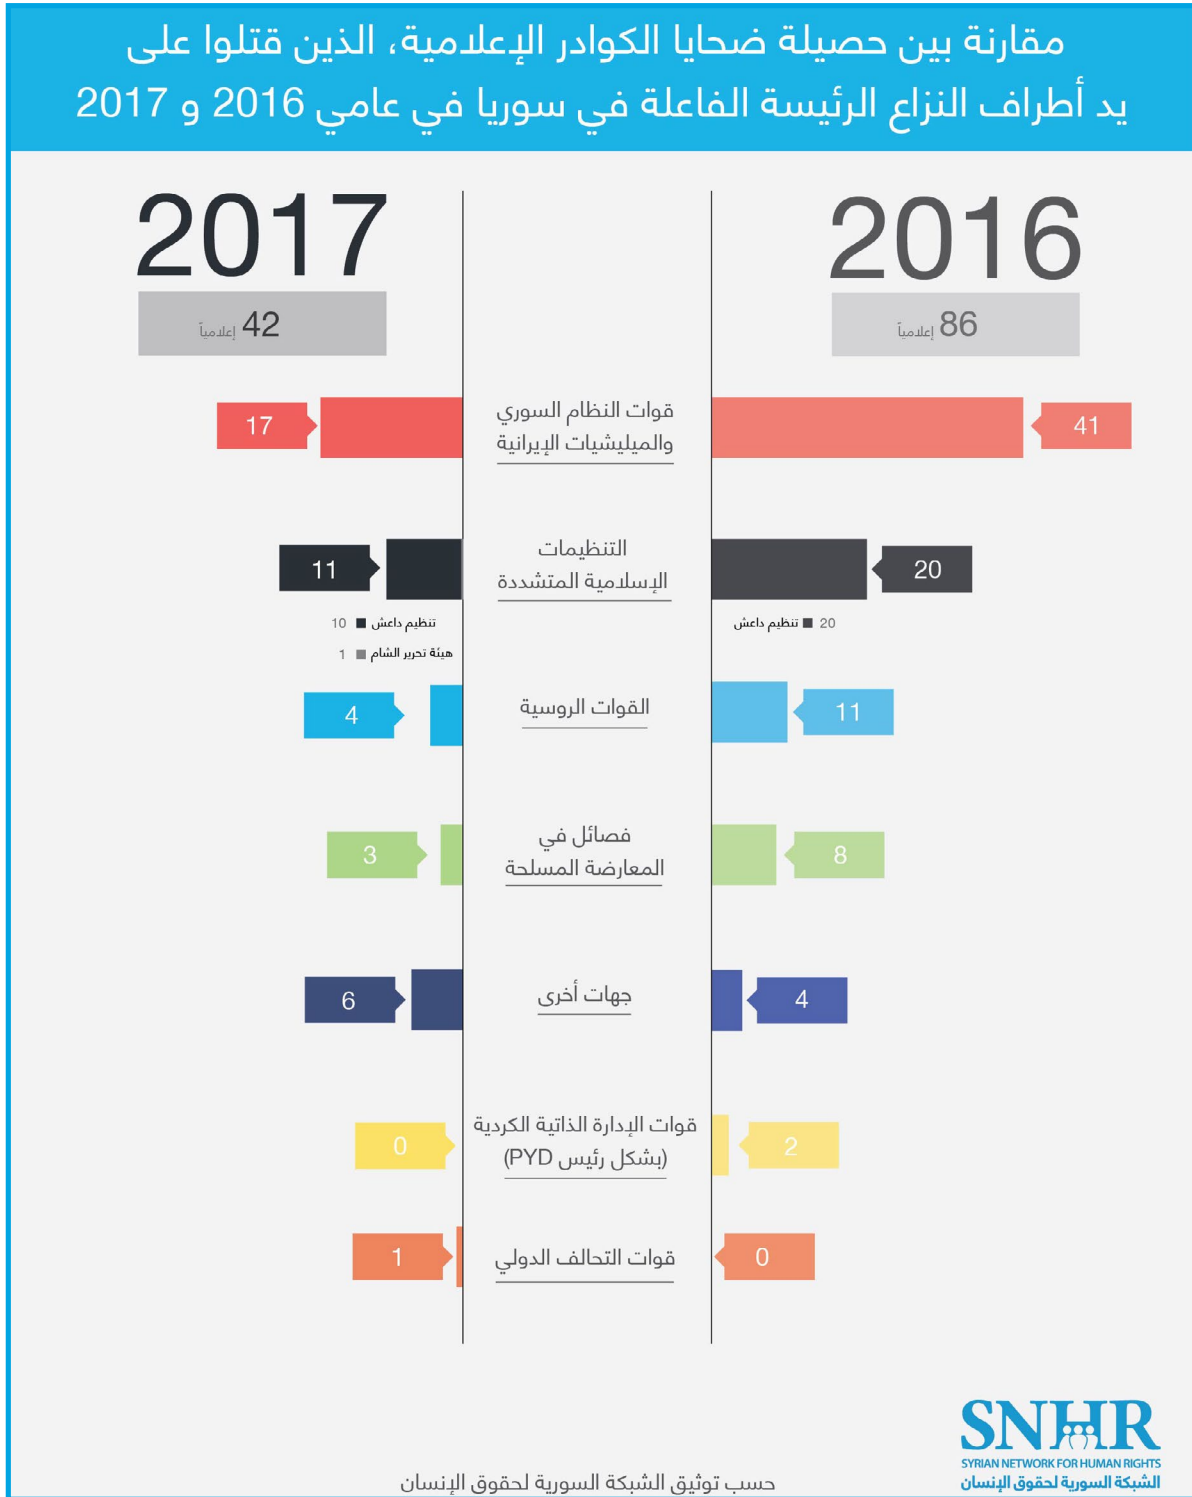 مقارنة بين حصيلة ضحايا الكوادر الإعلامية، الذين قتلوا على
يد أطراف النزاع الرئيسة الفاعلة في سوريا في عامي 2016 و 2017
2016
2017
86 إعلامياً
42 إعلامياً
41
قوات النظام السوري
والميليشيات الإيرانية
17
20
التنظيمات
الإسلامية المتشددة
11
20 تنظيم داعش
تنظيم داعش 10
هيئة تحرير الشام 1
11
القوات الروسية
4
8
فصائل في
المعارضة المسلحة
3
4
جهات أخرى
6
2
قوات الإدارة الذاتية الكردية
(بشكل رئيس PYD)
0
0
قوات التحالف الدولي
1
SNHR
SYRIAN NETWORK FOR HUMAN RIGHTS
الشبكة السورية لحقوق الإنسان
حسب توثيق الشبكة السورية لحقوق الإنسان